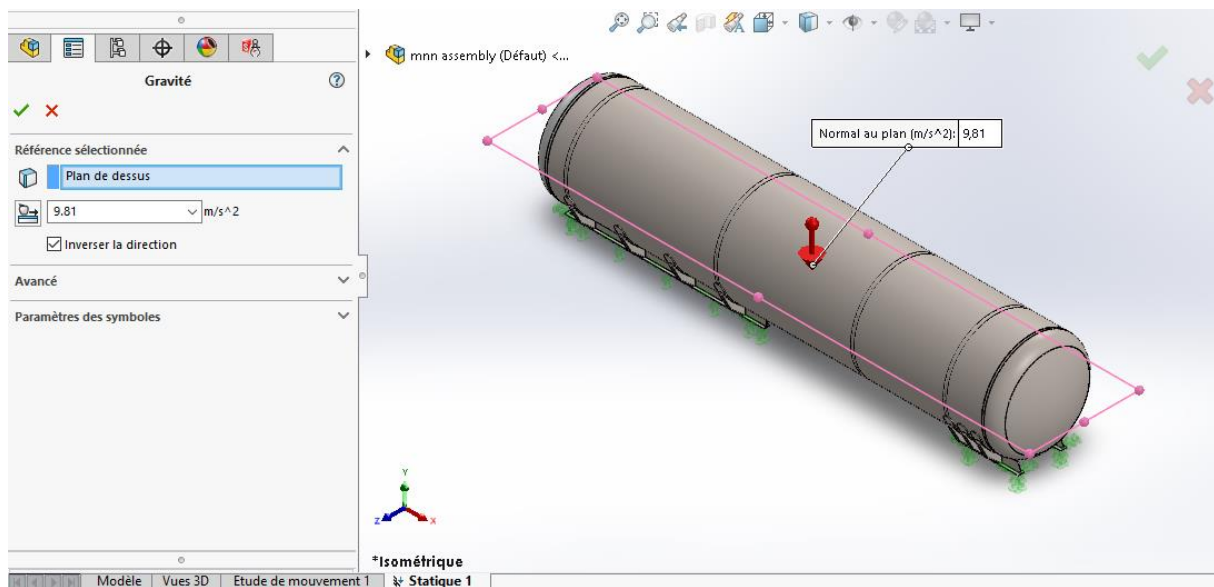 Gravité
Référence sélectionnée
Plan de dessus
9.81 m/s^2
Inverser la direction
Avancé
Paramètres des symboles
mnn assembly (Défaut) <...
Normal au plan (m/s^2): 9,81
Y
Z
X
*Isométrique
Modèle Vues 3D Etude de mouvement 1 Statique 1